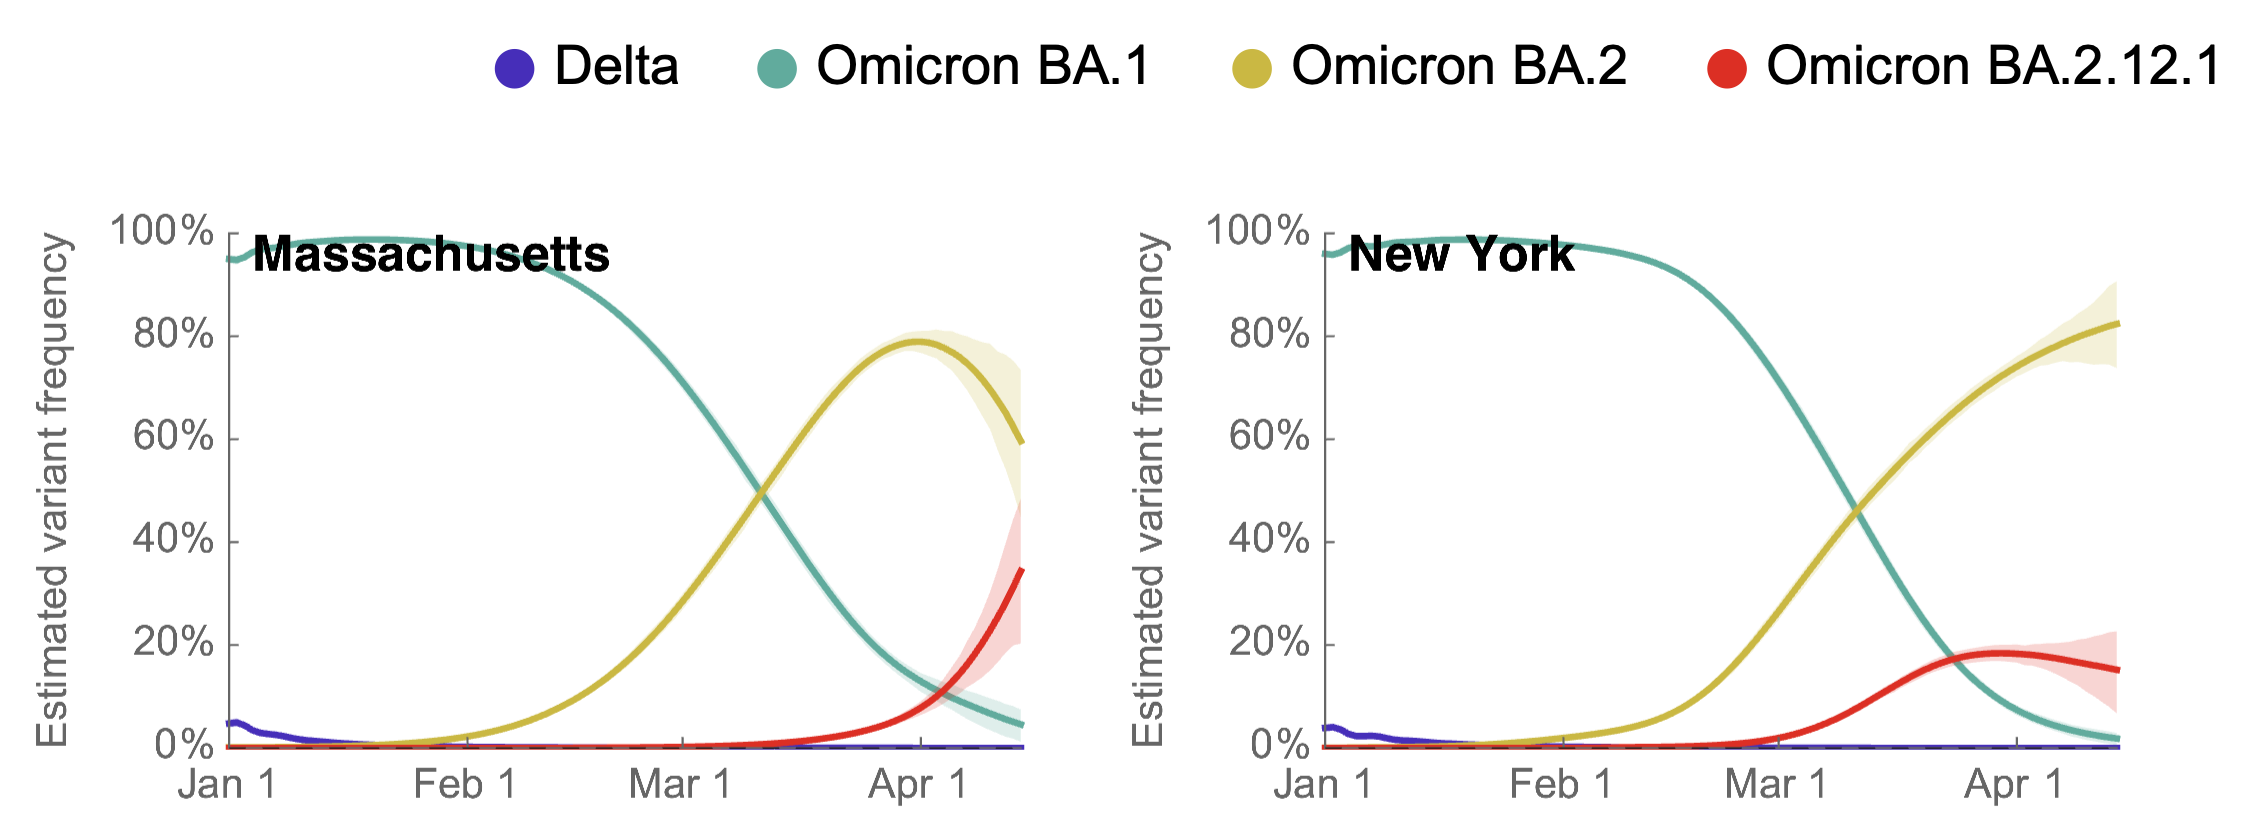 Delta Omicron BA.1 Omicron BA.2 Omicron BA.2.12.1
Massachusetts
Estimated variant frequency
100%
80%
60%
40%
20%
0%
Jan 1 Feb 1 Mar 1 Apr 1
New York
Estimated variant frequency
100%
80%
60%
40%
20%
0%
Jan 1 Feb 1 Mar 1 Apr 1